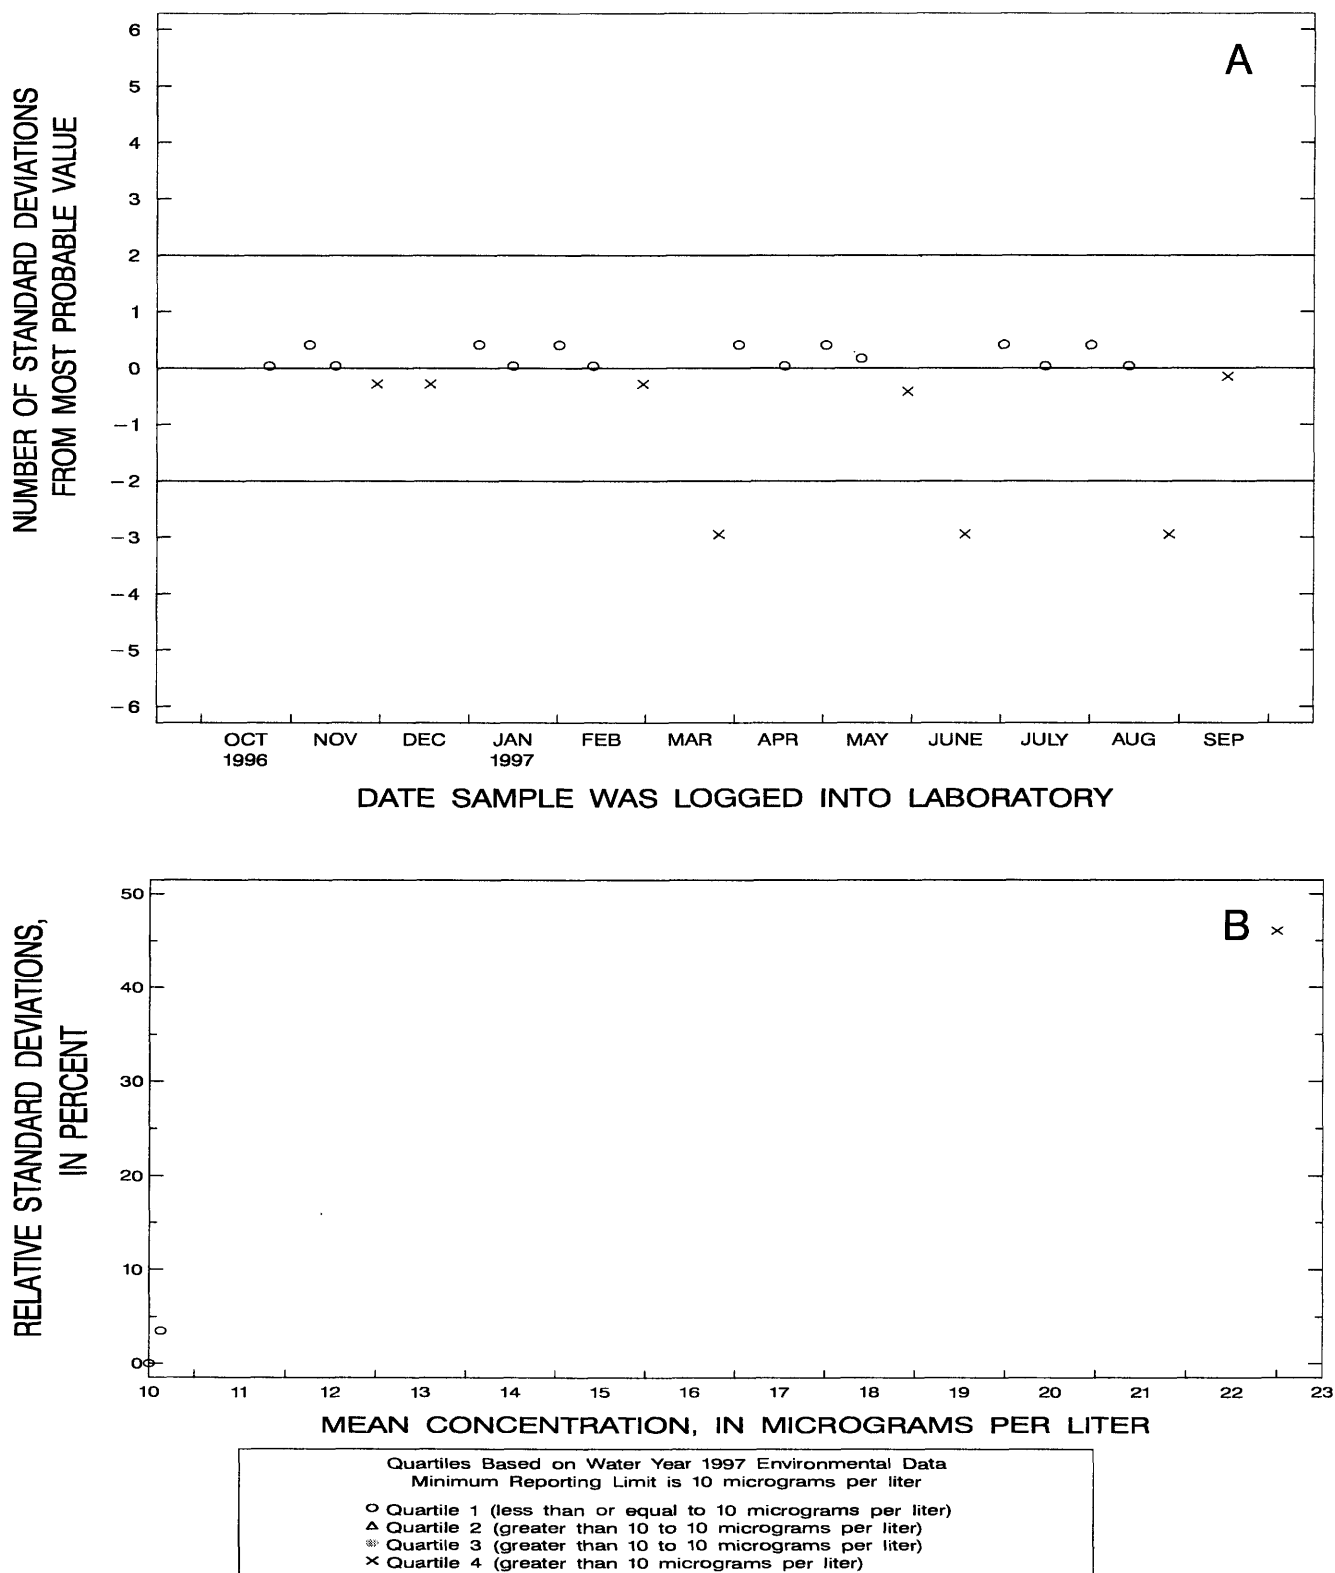 A
NUMBER OF STANDARD DEVIATIONS
FROM MOST PROBABLE VALUE
6
5
4
3
2
1
0
−1
−2
−3
−4
−5
−6
OCT NOV DEC JAN FEB MAR APR MAY JUNE JULY AUG SEP
1996 1997
DATE SAMPLE WAS LOGGED INTO LABORATORY
B
RELATIVE STANDARD DEVIATIONS,
IN PERCENT
50
40
30
20
10
0
10 11 12 13 14 15 16 17 18 19 20 21 22 23
MEAN CONCENTRATION, IN MICROGRAMS PER LITER
Quartiles Based on Water Year 1997 Environmental Data
Minimum Reporting Limit is 10 micrograms per liter
Quartile 1 (less than or equal to 10 micrograms per liter)
Quartile 2 (greater than 10 to 10 micrograms per liter)
Quartile 3 (greater than 10 to 10 micrograms per liter)
Quartile 4 (greater than 10 micrograms per liter)